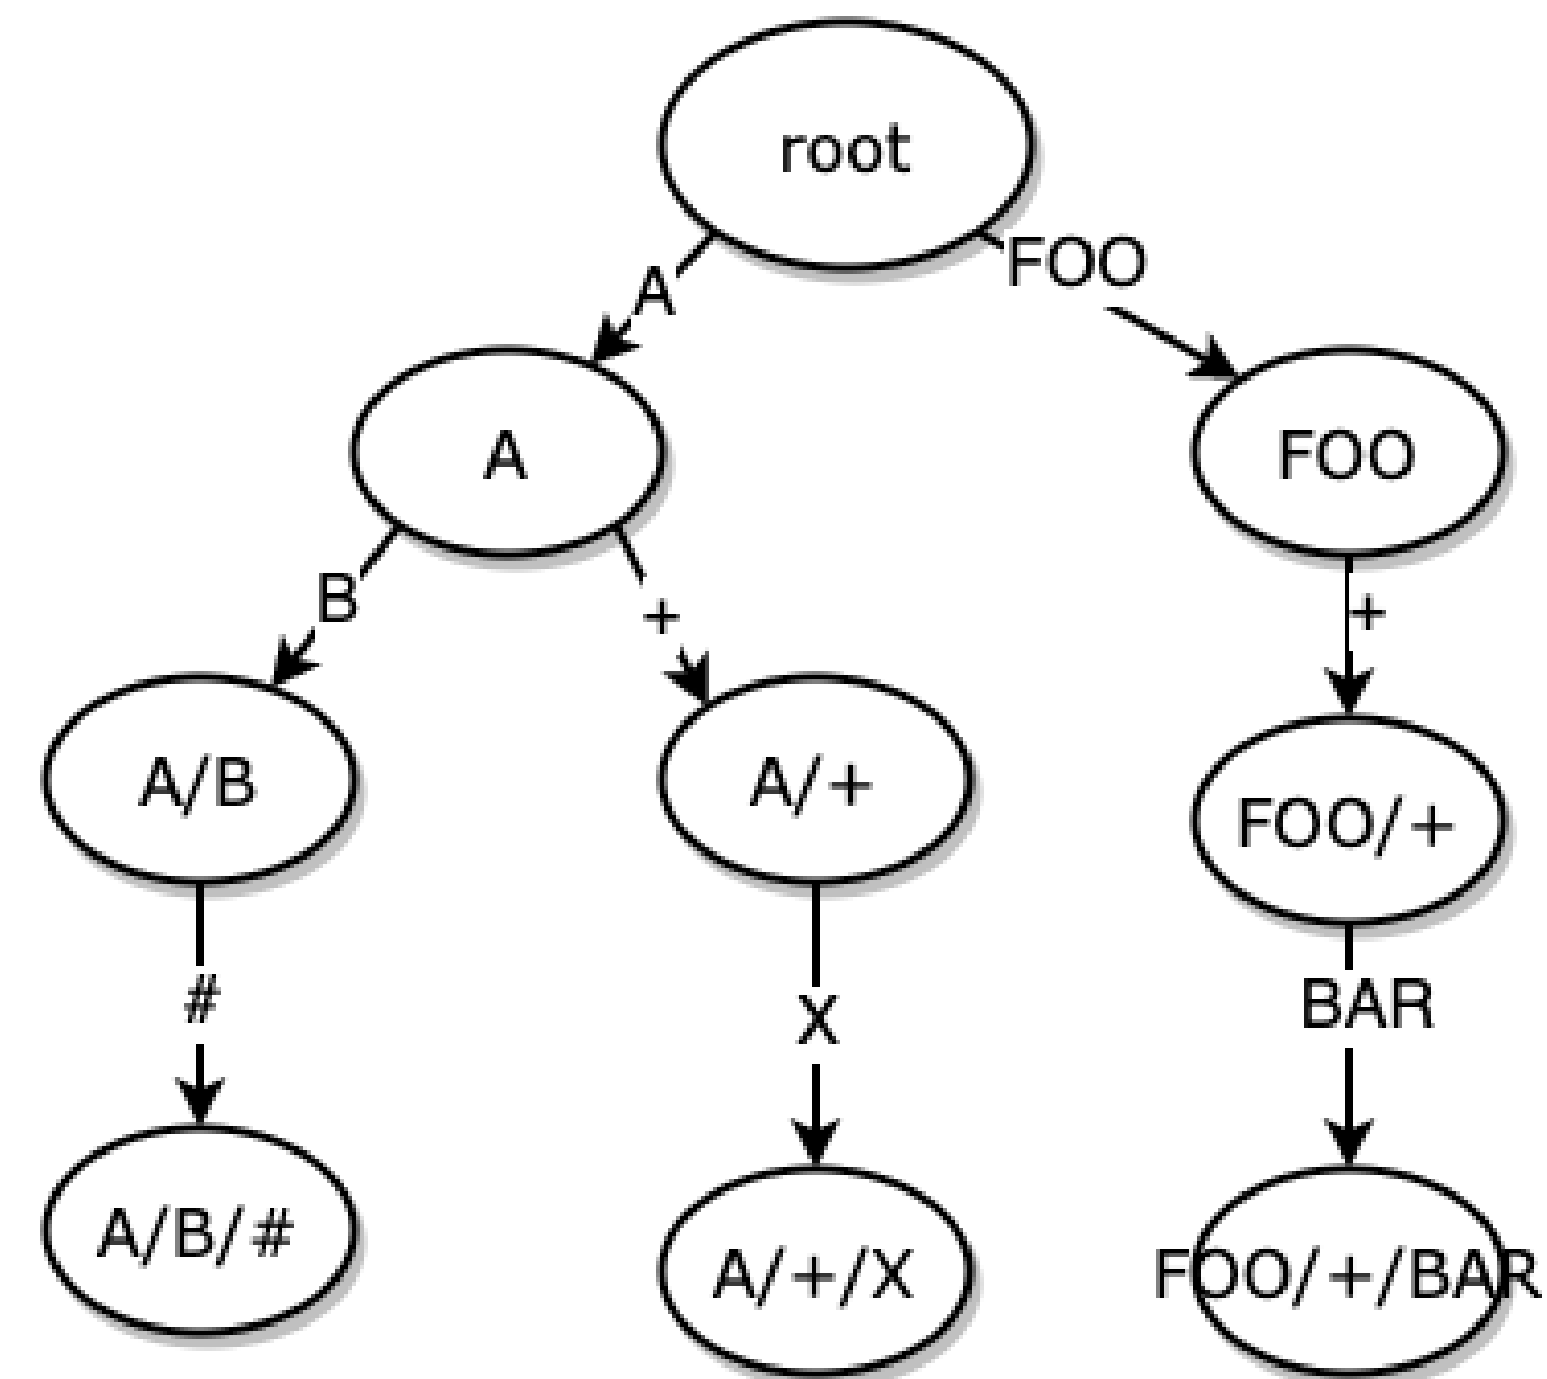 root
A
FOO
A
FOO
B
+
+
A/B
A/+
FOO/+
#
X
BAR
A/B/#
A/+/X
FOO/+/BAR